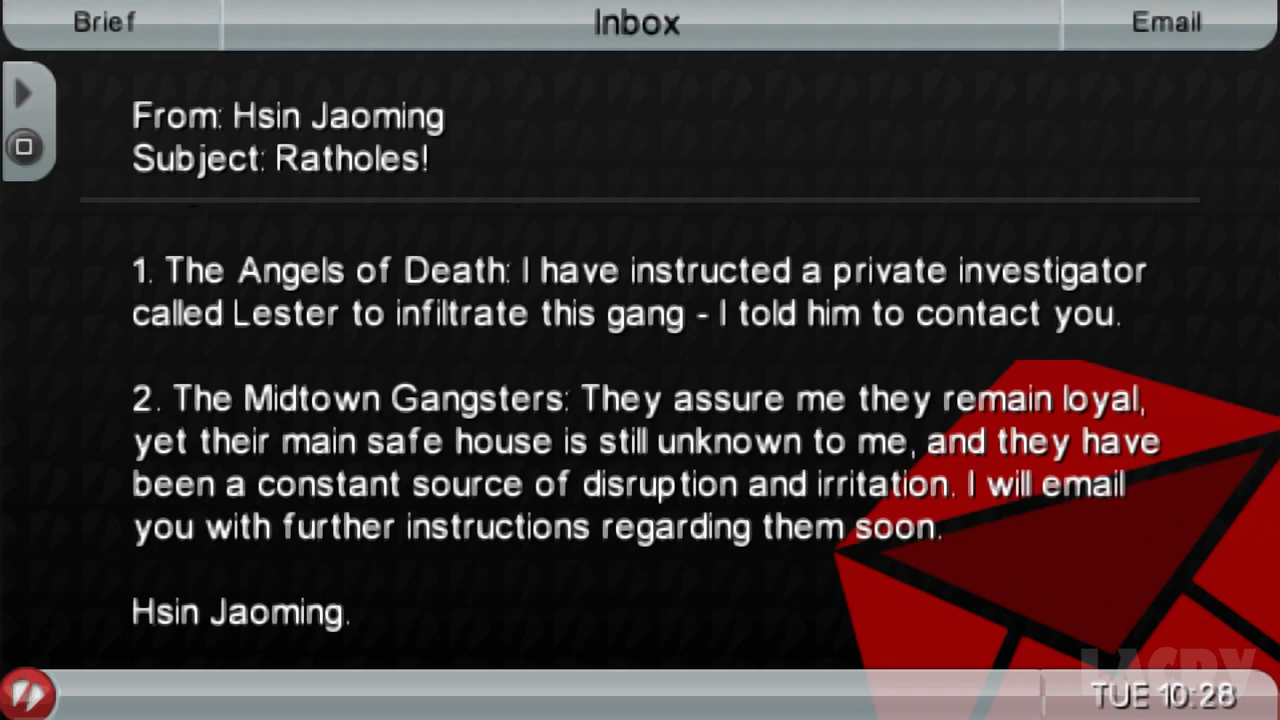 Brief
Inbox
Email
From: Hsin Jaoming
Subject: Ratholes!
1. The Angels of Death: I have instructed a private investigator
called Lester to infiltrate this gang - I told him to contact you.
2. The Midtown Gangsters: They assure me they remain loyal,
yet their main safe house is still unknown to me, and they have
been a constant source of disruption and irritation. I will email
you with further instructions regarding them soon.
Hsin Jaoming.
TUE 10:28